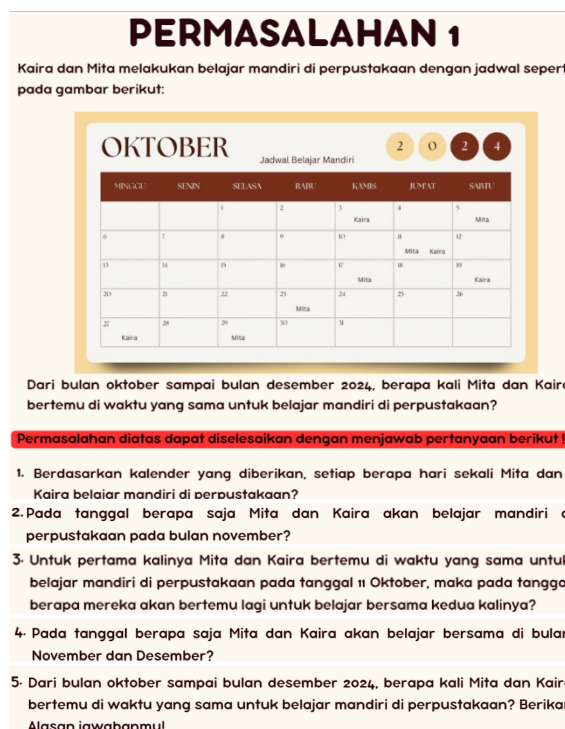 PERMASALAHAN 1
Kaira dan Mita melakukan belajar mandiri di perpustakaan dengan jadwal sepert
pada gambar berikut:
OKTOBER
Jadwal Belajar Mandiri
2 0 2 4
MINGGU SENIN SELASA RABU KAMIS JUM'AT SABTU
1 2 3 4 5
Kaira Mita
6 7 8 9 10 11 12
Mita Kaira
13 14 15 16 17 18 19
Mita Kaira
20 21 22 23 24 25 26
Mita
27 28 29 30 31
Kaira Mita
Dari bulan oktober sampai bulan desember 2024, berapa kali Mita dan Kaira
bertemu di waktu yang sama untuk belajar mandiri di perpustakaan?
Permasalahan diatas dapat diselesaikan dengan menjawab pertanyaan berikut !
1. Berdasarkan kalender yang diberikan, setiap berapa hari sekali Mita dan
Kaira belajar mandiri di perpustakaan?
2. Pada tanggal berapa saja Mita dan Kaira akan belajar mandiri d
perpustakaan pada bulan november?
3. Untuk pertama kalinya Mita dan Kaira bertemu di waktu yang sama untuk
belajar mandiri di perpustakaan pada tanggal 11 Oktober, maka pada tangga
berapa mereka akan bertemu lagi untuk belajar bersama kedua kalinya?
4. Pada tanggal berapa saja Mita dan Kaira akan belajar bersama di bulan
November dan Desember?
5. Dari bulan oktober sampai bulan desember 2024, berapa kali Mita dan Kaira
bertemu di waktu yang sama untuk belajar mandiri di perpustakaan? Berikan
Alasan jawabanmu!